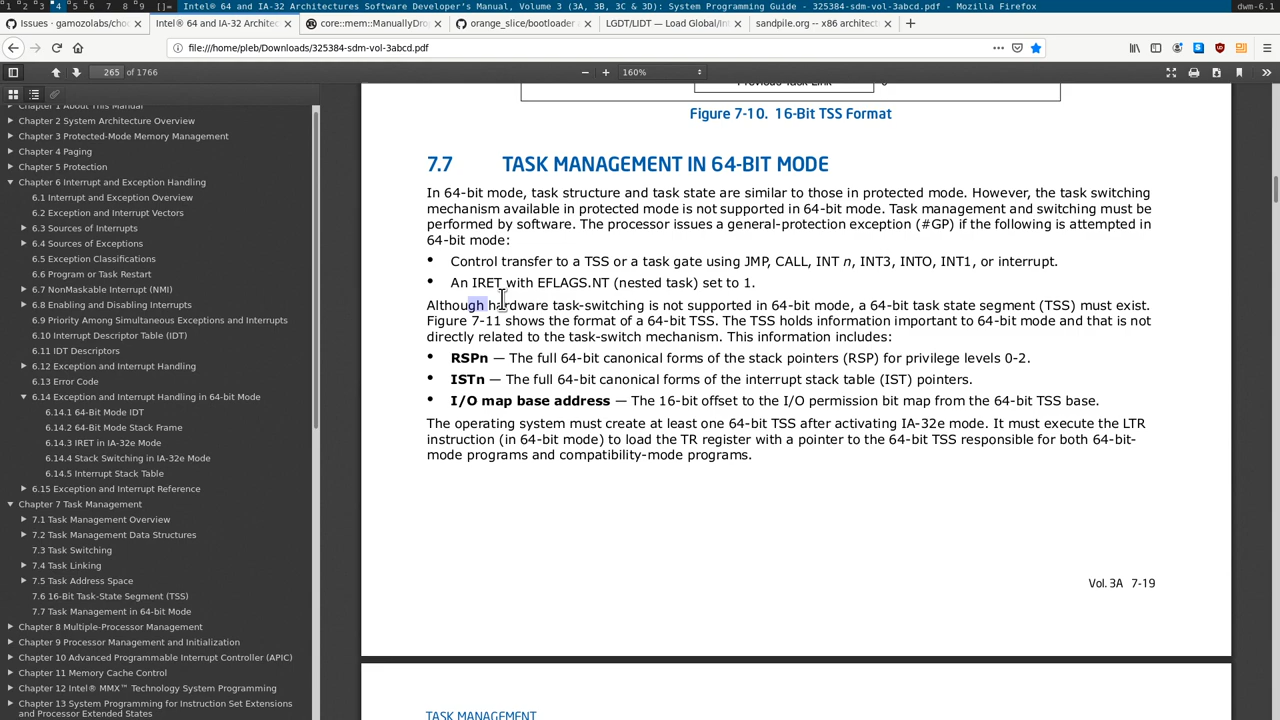 1 2 3 4 5 6 7 8 9 []= Intel® 64 and IA-32 Architectures Software Developer's Manual, Volume 3 (3A, 3B, 3C & 3D): System Programming Guide - 325384-sdm-vol-3abcd.pdf - Mozilla Firefox dwm-6.1
Issues · gamozolabs/cho Intel® 64 and IA-32 Architec core::mem::ManuallyDro orange_slice/bootloader LGDT/LIDT — Load Global/In sandpile.org -- x86 architect
file:///home/pleb/Downloads/325384-sdm-vol-3abcd.pdf
265 of 1766 160%
Chapter 1 About This Manual
Chapter 2 System Architecture Overview
Chapter 3 Protected-Mode Memory Management
Chapter 4 Paging
Chapter 5 Protection
Chapter 6 Interrupt and Exception Handling
6.1 Interrupt and Exception Overview
6.2 Exception and Interrupt Vectors
6.3 Sources of Interrupts
6.4 Sources of Exceptions
6.5 Exception Classifications
6.6 Program or Task Restart
6.7 NonMaskable Interrupt (NMI)
6.8 Enabling and Disabling Interrupts
6.9 Priority Among Simultaneous Exceptions and Interrupts
6.10 Interrupt Descriptor Table (IDT)
6.11 IDT Descriptors
6.12 Exception and Interrupt Handling
6.13 Error Code
6.14 Exception and Interrupt Handling in 64-bit Mode
6.14.1 64-Bit Mode IDT
6.14.2 64-Bit Mode Stack Frame
6.14.3 IRET in IA-32e Mode
6.14.4 Stack Switching in IA-32e Mode
6.14.5 Interrupt Stack Table
6.15 Exception and Interrupt Reference
Chapter 7 Task Management
7.1 Task Management Overview
7.2 Task Management Data Structures
7.3 Task Switching
7.4 Task Linking
7.5 Task Address Space
7.6 16-Bit Task-State Segment (TSS)
7.7 Task Management in 64-bit Mode
Chapter 8 Multiple-Processor Management
Chapter 9 Processor Management and Initialization
Chapter 10 Advanced Programmable Interrupt Controller (APIC)
Chapter 11 Memory Cache Control
Chapter 12 Intel® MMX™ Technology System Programming
Chapter 13 System Programming for Instruction Set Extensions
and Processor Extended States
Previous Task Link
Figure 7-10. 16-Bit TSS Format
7.7 TASK MANAGEMENT IN 64-BIT MODE
In 64-bit mode, task structure and task state are similar to those in protected mode. However, the task switching
mechanism available in protected mode is not supported in 64-bit mode. Task management and switching must be
performed by software. The processor issues a general-protection exception (#GP) if the following is attempted in
64-bit mode:
• Control transfer to a TSS or a task gate using JMP, CALL, INT n, INT3, INTO, INT1, or interrupt.
• An IRET with EFLAGS.NT (nested task) set to 1.
Although hardware task-switching is not supported in 64-bit mode, a 64-bit task state segment (TSS) must exist.
Figure 7-11 shows the format of a 64-bit TSS. The TSS holds information important to 64-bit mode and that is not
directly related to the task-switch mechanism. This information includes:
• RSPn — The full 64-bit canonical forms of the stack pointers (RSP) for privilege levels 0-2.
• ISTn — The full 64-bit canonical forms of the interrupt stack table (IST) pointers.
• I/O map base address — The 16-bit offset to the I/O permission bit map from the 64-bit TSS base.
The operating system must create at least one 64-bit TSS after activating IA-32e mode. It must execute the LTR
instruction (in 64-bit mode) to load the TR register with a pointer to the 64-bit TSS responsible for both 64-bit-
mode programs and compatibility-mode programs.
Vol. 3A 7-19
TASK MANAGEMENT